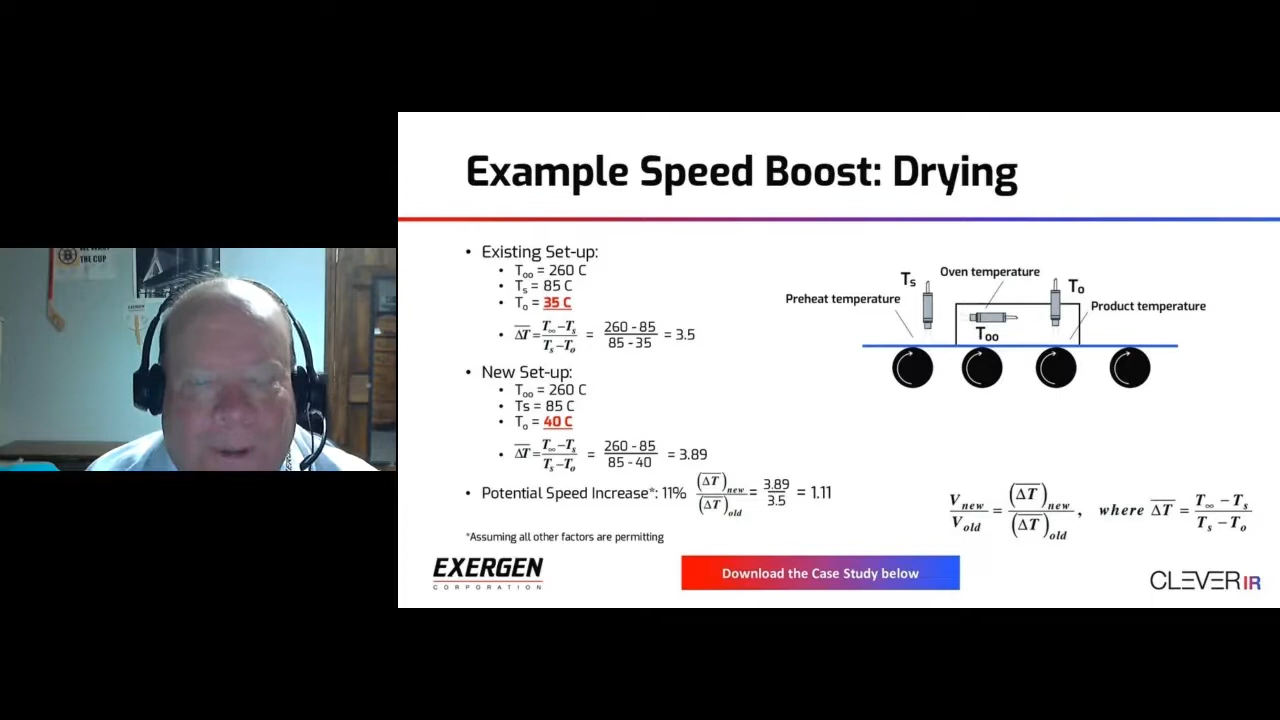 THE CUP
Example Speed Boost: Drying
• Existing Set-up:
• T∞ = 260 C
• Ts = 85 C
• To = 35 C
• ΔT = (T∞ – Ts) / (Ts – To) = (260 - 85) / (85 - 35) = 3.5
• New Set-up:
• T∞ = 260 C
• Ts = 85 C
• To = 40 C
• ΔT = (T∞ – Ts) / (Ts – To) = (260 - 85) / (85 - 40) = 3.89
• Potential Speed Increase*: 11% (ΔT)new / (ΔT)old = 3.89 / 3.5 = 1.11
*Assuming all other factors are permitting
Ts
Oven temperature
To
Preheat temperature
Product temperature
T∞
Vnew / Vold = (ΔT)new / (ΔT)old , where ΔT = (T∞ – Ts) / (Ts – To)
EXERGEN
CORPORATION
Download the Case Study below
CLEVER IR